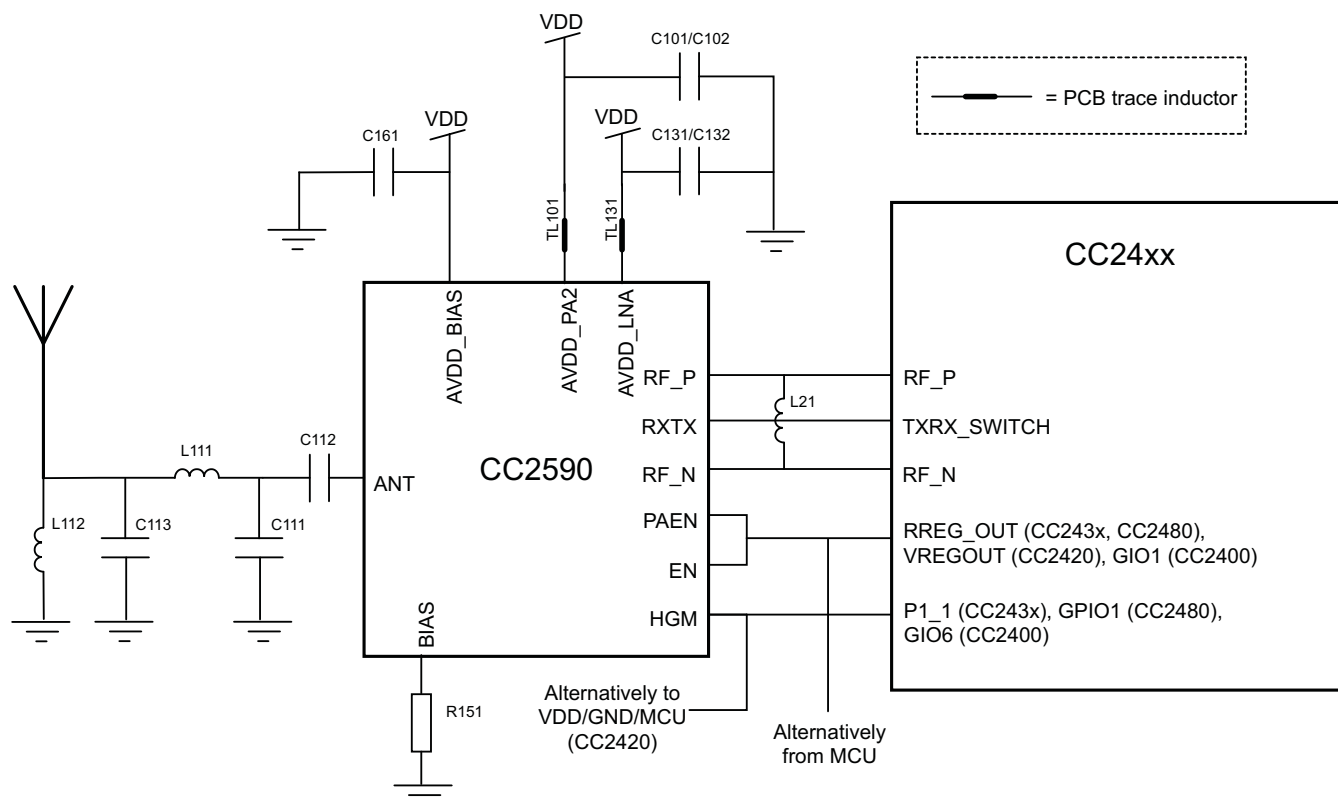 VDD
C101/C102
= PCB trace inductor
VDD
VDD
C161
C131/C132
TL101
TL131
CC24xx
AVDD_BIAS
AVDD_PA2
AVDD_LNA
RF_P
RF_P
L21
RXTX
TXRX_SWITCH
L111
C112
CC2590
ANT
RF_N
RF_N
L112
C113
C111
PAEN
RREG_OUT (CC243x, CC2480),
VREGOUT (CC2420), GIO1 (CC2400)
EN
BIAS
HGM
P1_1 (CC243x), GPIO1 (CC2480),
GIO6 (CC2400)
R151
Alternatively to
VDD/GND/MCU
(CC2420)
Alternatively
from MCU